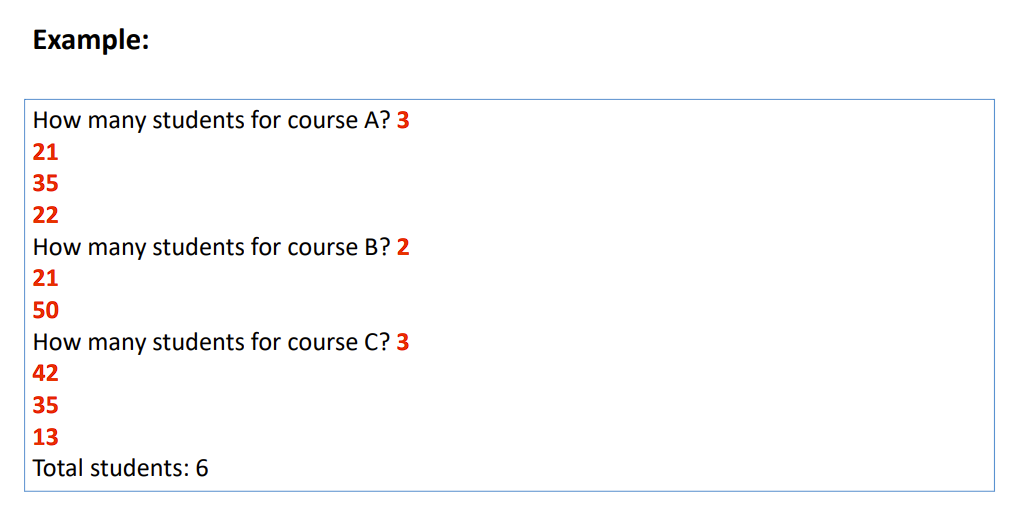 Example:
How many students for course A? 3
21
35
22
How many students for course B? 2
21
50
How many students for course C? 3
42
35
13
Total students: 6